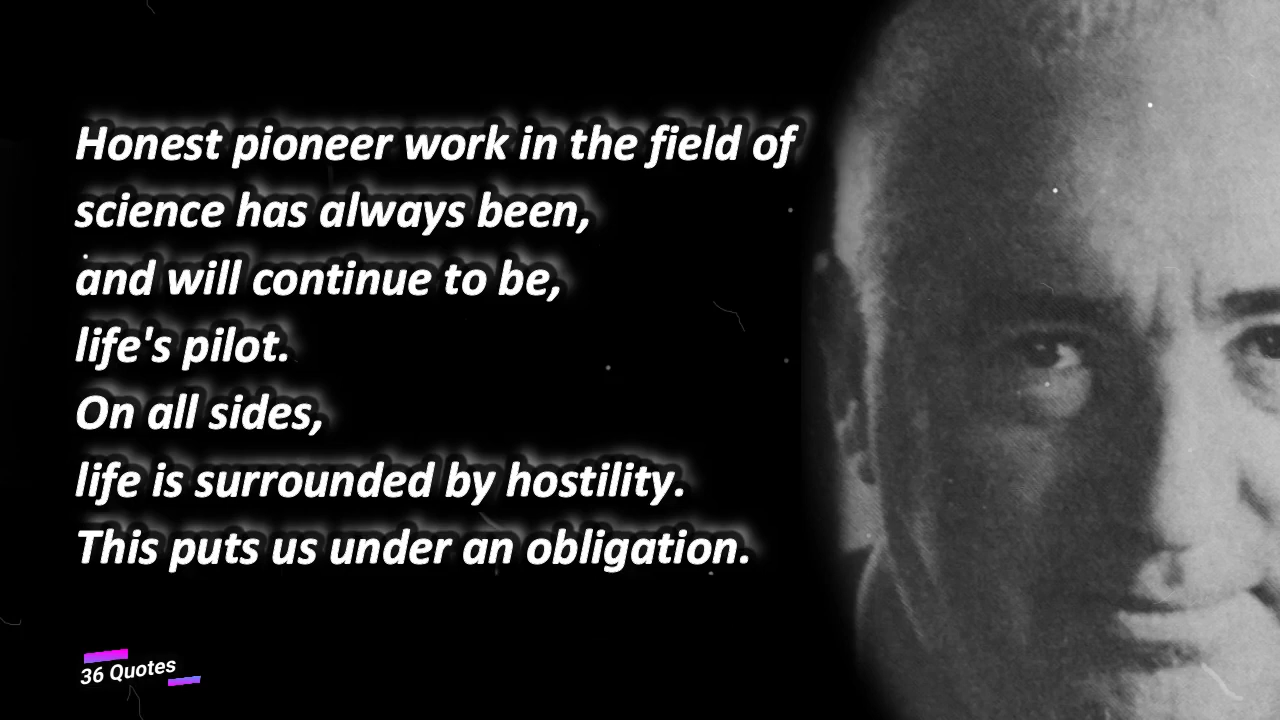 Honest pioneer work in the field of
science has always been,
and will continue to be,
life's pilot.
On all sides,
life is surrounded by hostility.
This puts us under an obligation.
36 Quotes